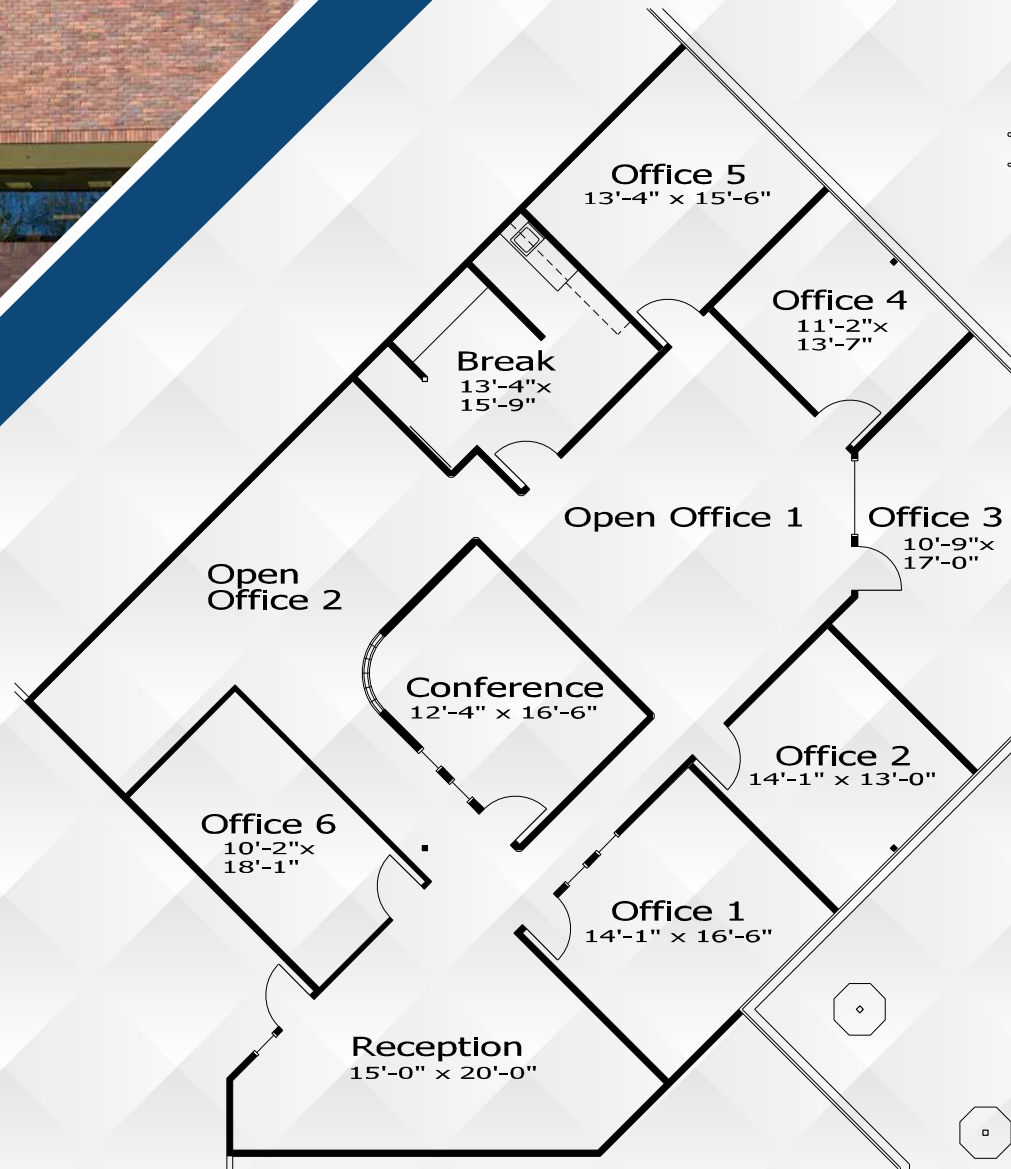 Office 5
13'-4" x 15'-6"
Office 4
11'-2"x
13'-7"
Break
13'-4"x
15'-9"
Open Office 1
Office 3
10'-9"x
17'-0"
Open
Office 2
Conference
12'-4" x 16'-6"
Office 2
14'-1" x 13'-0"
Office 6
10'-2"x
18'-1"
Office 1
14'-1" x 16'-6"
Reception
15'-0" x 20'-0"